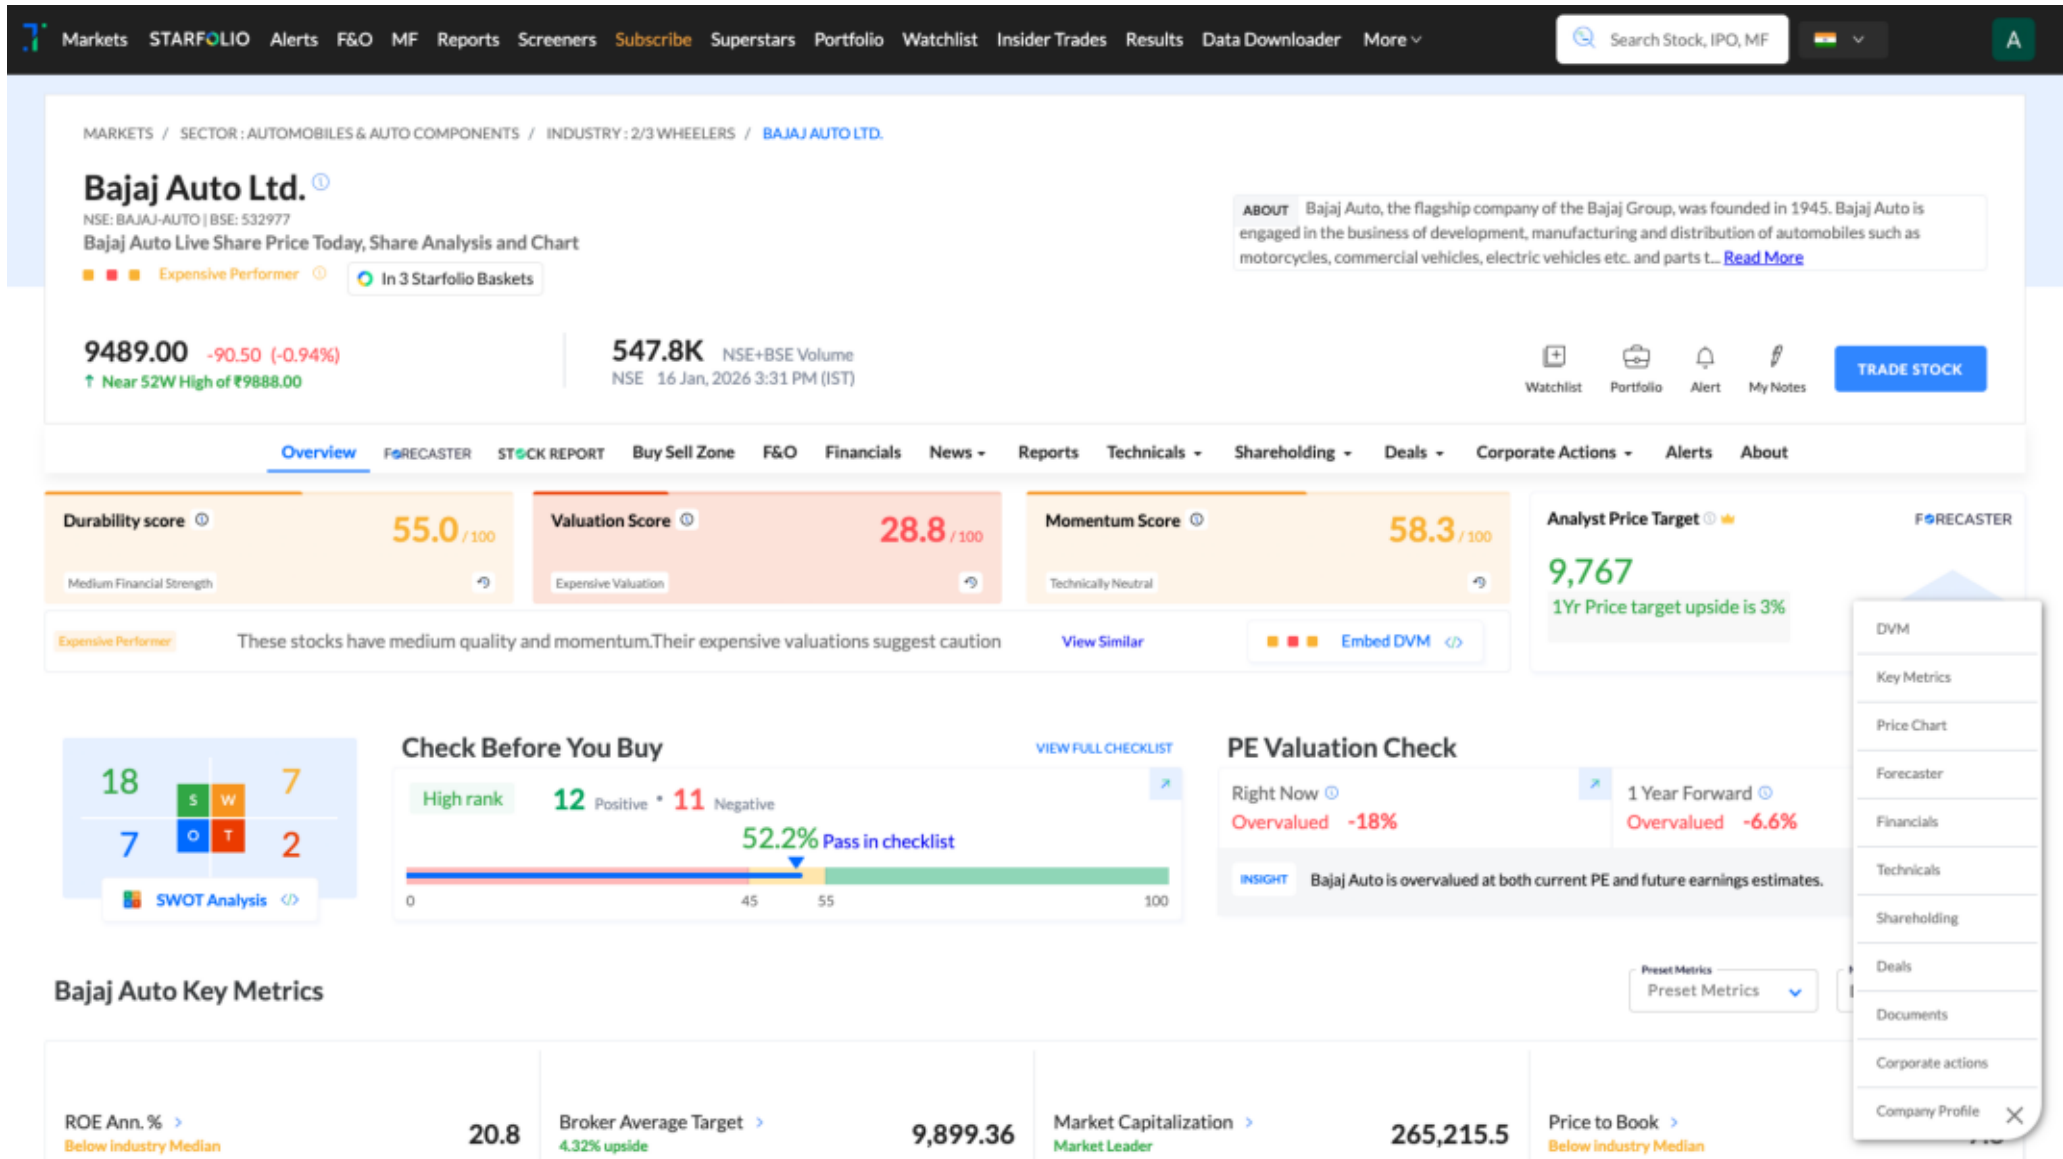 Markets STARFOLIO Alerts F&O MF Reports Screeners Subscribe Superstars Portfolio Watchlist Insider Trades Results Data Downloader More Search Stock, IPO, MF A
MARKETS / SECTOR : AUTOMOBILES & AUTO COMPONENTS / INDUSTRY : 2/3 WHEELERS / BAJAJ AUTO LTD.
Bajaj Auto Ltd.
NSE: BAJAJ-AUTO | BSE: 532977
Bajaj Auto Live Share Price Today, Share Analysis and Chart
Expensive Performer In 3 Starfolio Baskets
ABOUT Bajaj Auto, the flagship company of the Bajaj Group, was founded in 1945. Bajaj Auto is
engaged in the business of development, manufacturing and distribution of automobiles such as
motorcycles, commercial vehicles, electric vehicles etc. and parts t... Read More
9489.00 -90.50 (-0.94%)
↑ Near 52W High of ₹9888.00
547.8K NSE+BSE Volume
NSE 16 Jan, 2026 3:31 PM (IST)
Watchlist Portfolio Alert My Notes TRADE STOCK
Overview FORECASTER STOCK REPORT Buy Sell Zone F&O Financials News Reports Technicals Shareholding Deals Corporate Actions Alerts About
Durability score 55.0 / 100
Medium Financial Strength
Valuation Score 28.8 / 100
Expensive Valuation
Momentum Score 58.3 / 100
Technically Neutral
Analyst Price Target FORECASTER
9,767
1Yr Price target upside is 3%
Expensive Performer These stocks have medium quality and momentum.Their expensive valuations suggest caution View Similar Embed DVM </>
18 S W 7
7 O T 2
SWOT Analysis </>
Check Before You Buy VIEW FULL CHECKLIST
High rank 12 Positive • 11 Negative
52.2% Pass in checklist
0 45 55 100
PE Valuation Check
Right Now
Overvalued -18%
1 Year Forward
Overvalued -6.6%
INSIGHT Bajaj Auto is overvalued at both current PE and future earnings estimates.
Bajaj Auto Key Metrics
Preset Metrics
Preset Metrics
ROE Ann. % 20.8
Below industry Median
Broker Average Target 9,899.36
4.32% upside
Market Capitalization 265,215.5
Market Leader
Price to Book
Below industry Median
DVM
Key Metrics
Price Chart
Forecaster
Financials
Technicals
Shareholding
Deals
Documents
Corporate actions
Company Profile